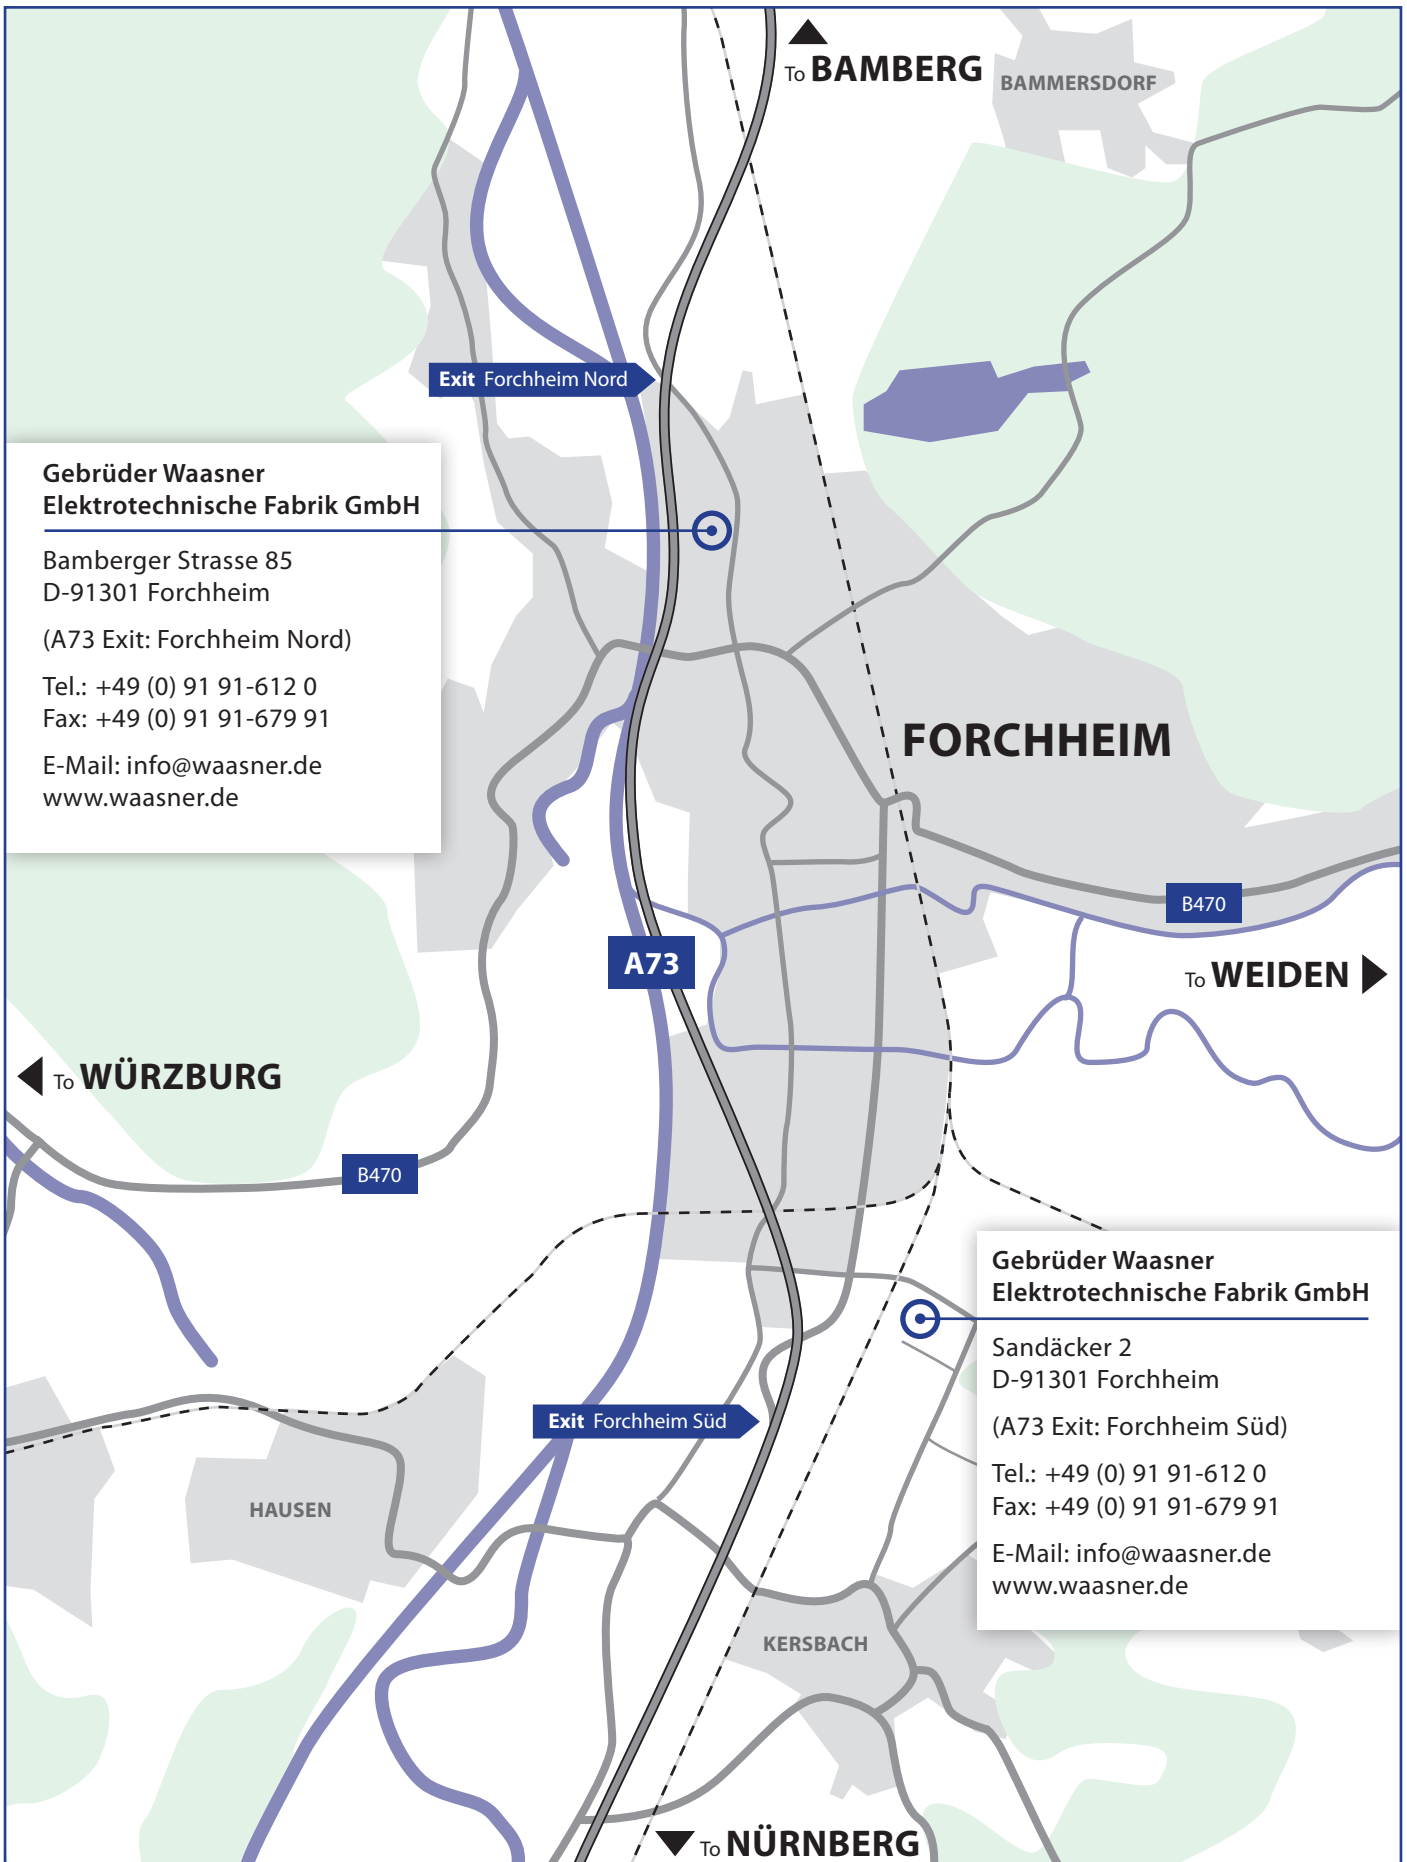 To BAMBERG
BAMMERSDORF
Exit Forchheim Nord
Gebrüder Waasner
Elektrotechnische Fabrik GmbH
Bamberger Strasse 85
D-91301 Forchheim
(A73 Exit: Forchheim Nord)
Tel.: +49 (0) 91 91-612 0
Fax: +49 (0) 91 91-679 91
E-Mail: info@waasner.de
www.waasner.de
FORCHHEIM
B470
A73
To WEIDEN
To WÜRZBURG
B470
Gebrüder Waasner
Elektrotechnische Fabrik GmbH
Sandäcker 2
D-91301 Forchheim
(A73 Exit: Forchheim Süd)
Tel.: +49 (0) 91 91-612 0
Fax: +49 (0) 91 91-679 91
E-Mail: info@waasner.de
www.waasner.de
Exit Forchheim Süd
HAUSEN
KERSBACH
To NÜRNBERG